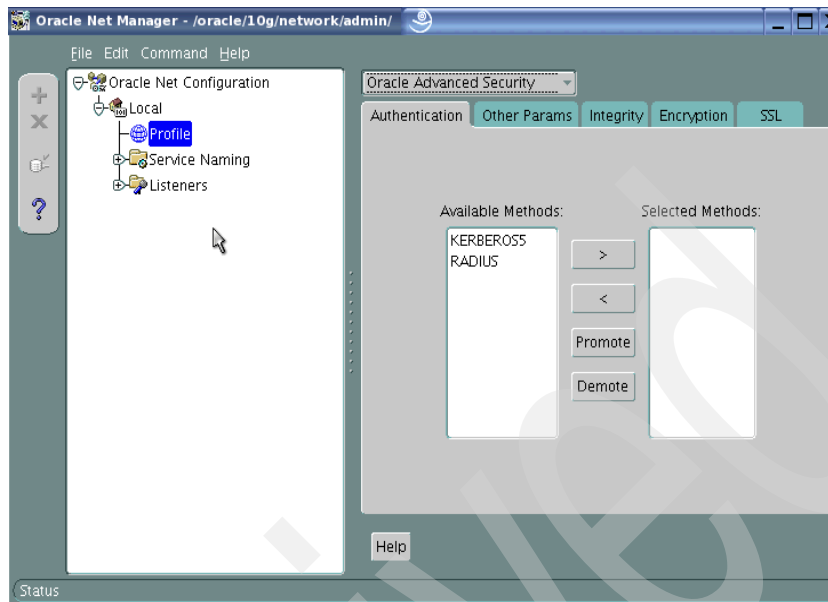 Oracle Net Manager - /oracle/10g/network/admin/
File Edit Command Help
Oracle Net Configuration
Local
Profile
Service Naming
Listeners
Oracle Advanced Security
Authentication Other Params Integrity Encryption SSL
Available Methods: Selected Methods:
KERBEROS5
RADIUS
>
<
Promote
Demote
Help
Status